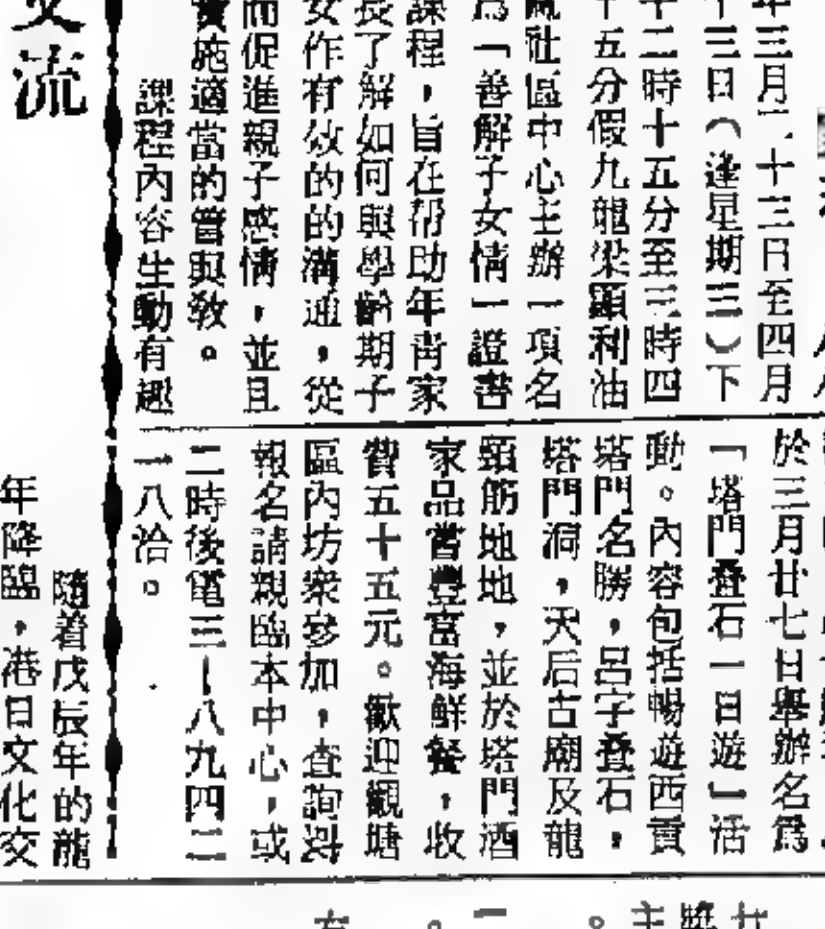 年三月二十三日至四月
十三日（逢星期三）下
午二時十五分至三時四
十五分假九龍梁顯利油
社區中心主辦一項名
爲「善解子女情」證書
課程，旨在帮助年靑家
長了解如何與學齡期子
女作有效的的溝通，從
而促進親子感情，並且
實施適當的管與教。
課程內容生動有趣
於三月廿七日舉辦名爲
「塔門叠石一日遊」活
動。內容包括暢遊西貢
塔門名勝，呂字叠石，
塔門洞，天后古廟及龍
頸筋地地，並於塔門酒
家品嘗豐富海鮮餐，收
費五十五元。歡迎觀塘
區內坊衆參加，查詢及
報名請親臨本中心，或
二時後電三－八九四二
一八洽。
交流
隨着戊辰年的龍
年降臨，港日文化交